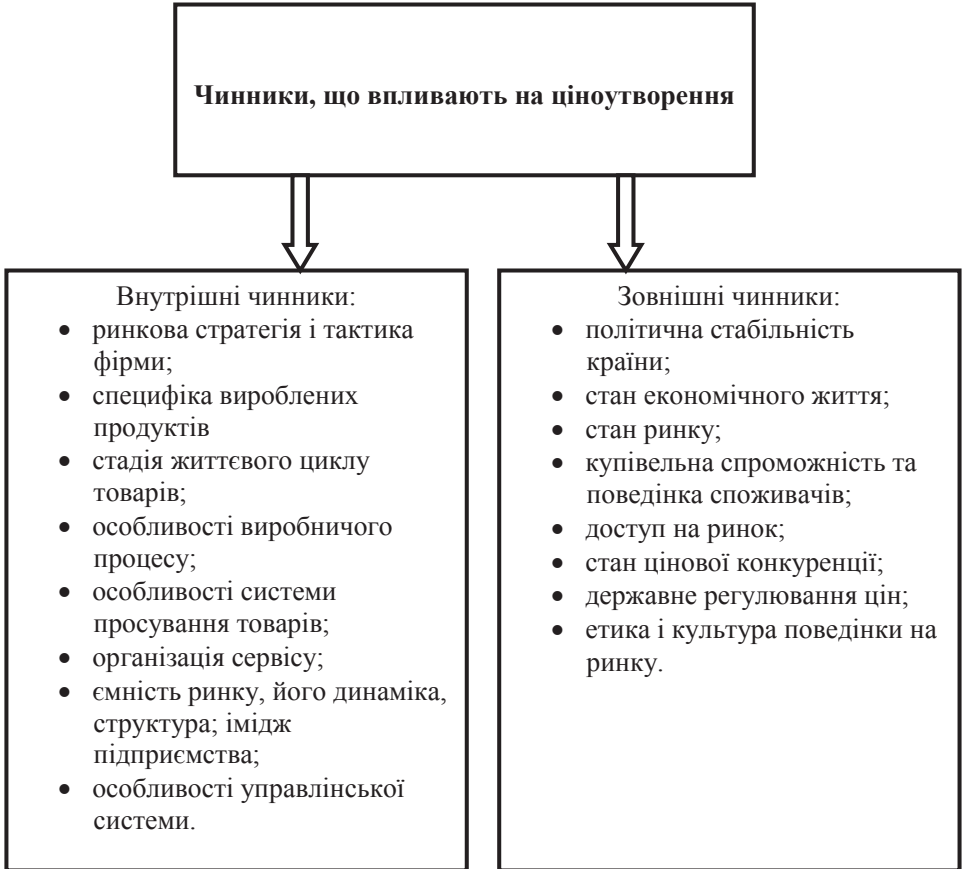 Чинники, що впливають на ціноутворення
Внутрішні чинники:
• ринкова стратегія і тактика
фірми;
• специфіка вироблених
продуктів
• стадія життєвого циклу
товарів;
• особливості виробничого
процесу;
• особливості системи
просування товарів;
• організація сервісу;
• ємність ринку, його динаміка,
структура; імідж
підприємства;
• особливості управлінської
системи.
Зовнішні чинники:
• політична стабільність
країни;
• стан економічного життя;
• стан ринку;
• купівельна спроможність та
поведінка споживачів;
• доступ на ринок;
• стан цінової конкуренції;
• державне регулювання цін;
• етика і культура поведінки на
ринку.